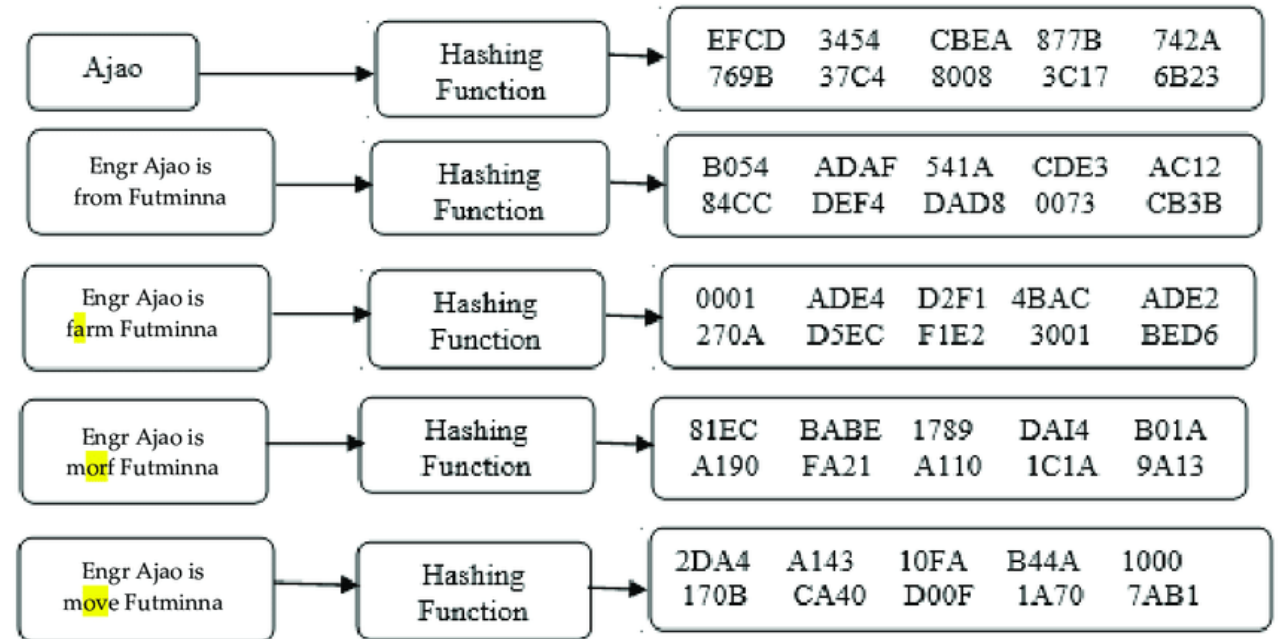 Ajao
Hashing
Function
EFCD 3454 CBEA 877B 742A
769B 37C4 8008 3C17 6B23
Engr Ajao is
from Futminna
Hashing
Function
B054 ADAF 541A CDE3 AC12
84CC DEF4 DAD8 0073 CB3B
Engr Ajao is
farm Futminna
Hashing
Function
0001 ADE4 D2F1 4BAC ADE2
270A D5EC F1E2 3001 BED6
Engr Ajao is
morf Futminna
Hashing
Function
81EC BABE 1789 DAI4 B01A
A190 FA21 A110 1C1A 9A13
Engr Ajao is
move Futminna
Hashing
Function
2DA4 A143 10FA B44A 1000
170B CA40 D00F 1A70 7AB1